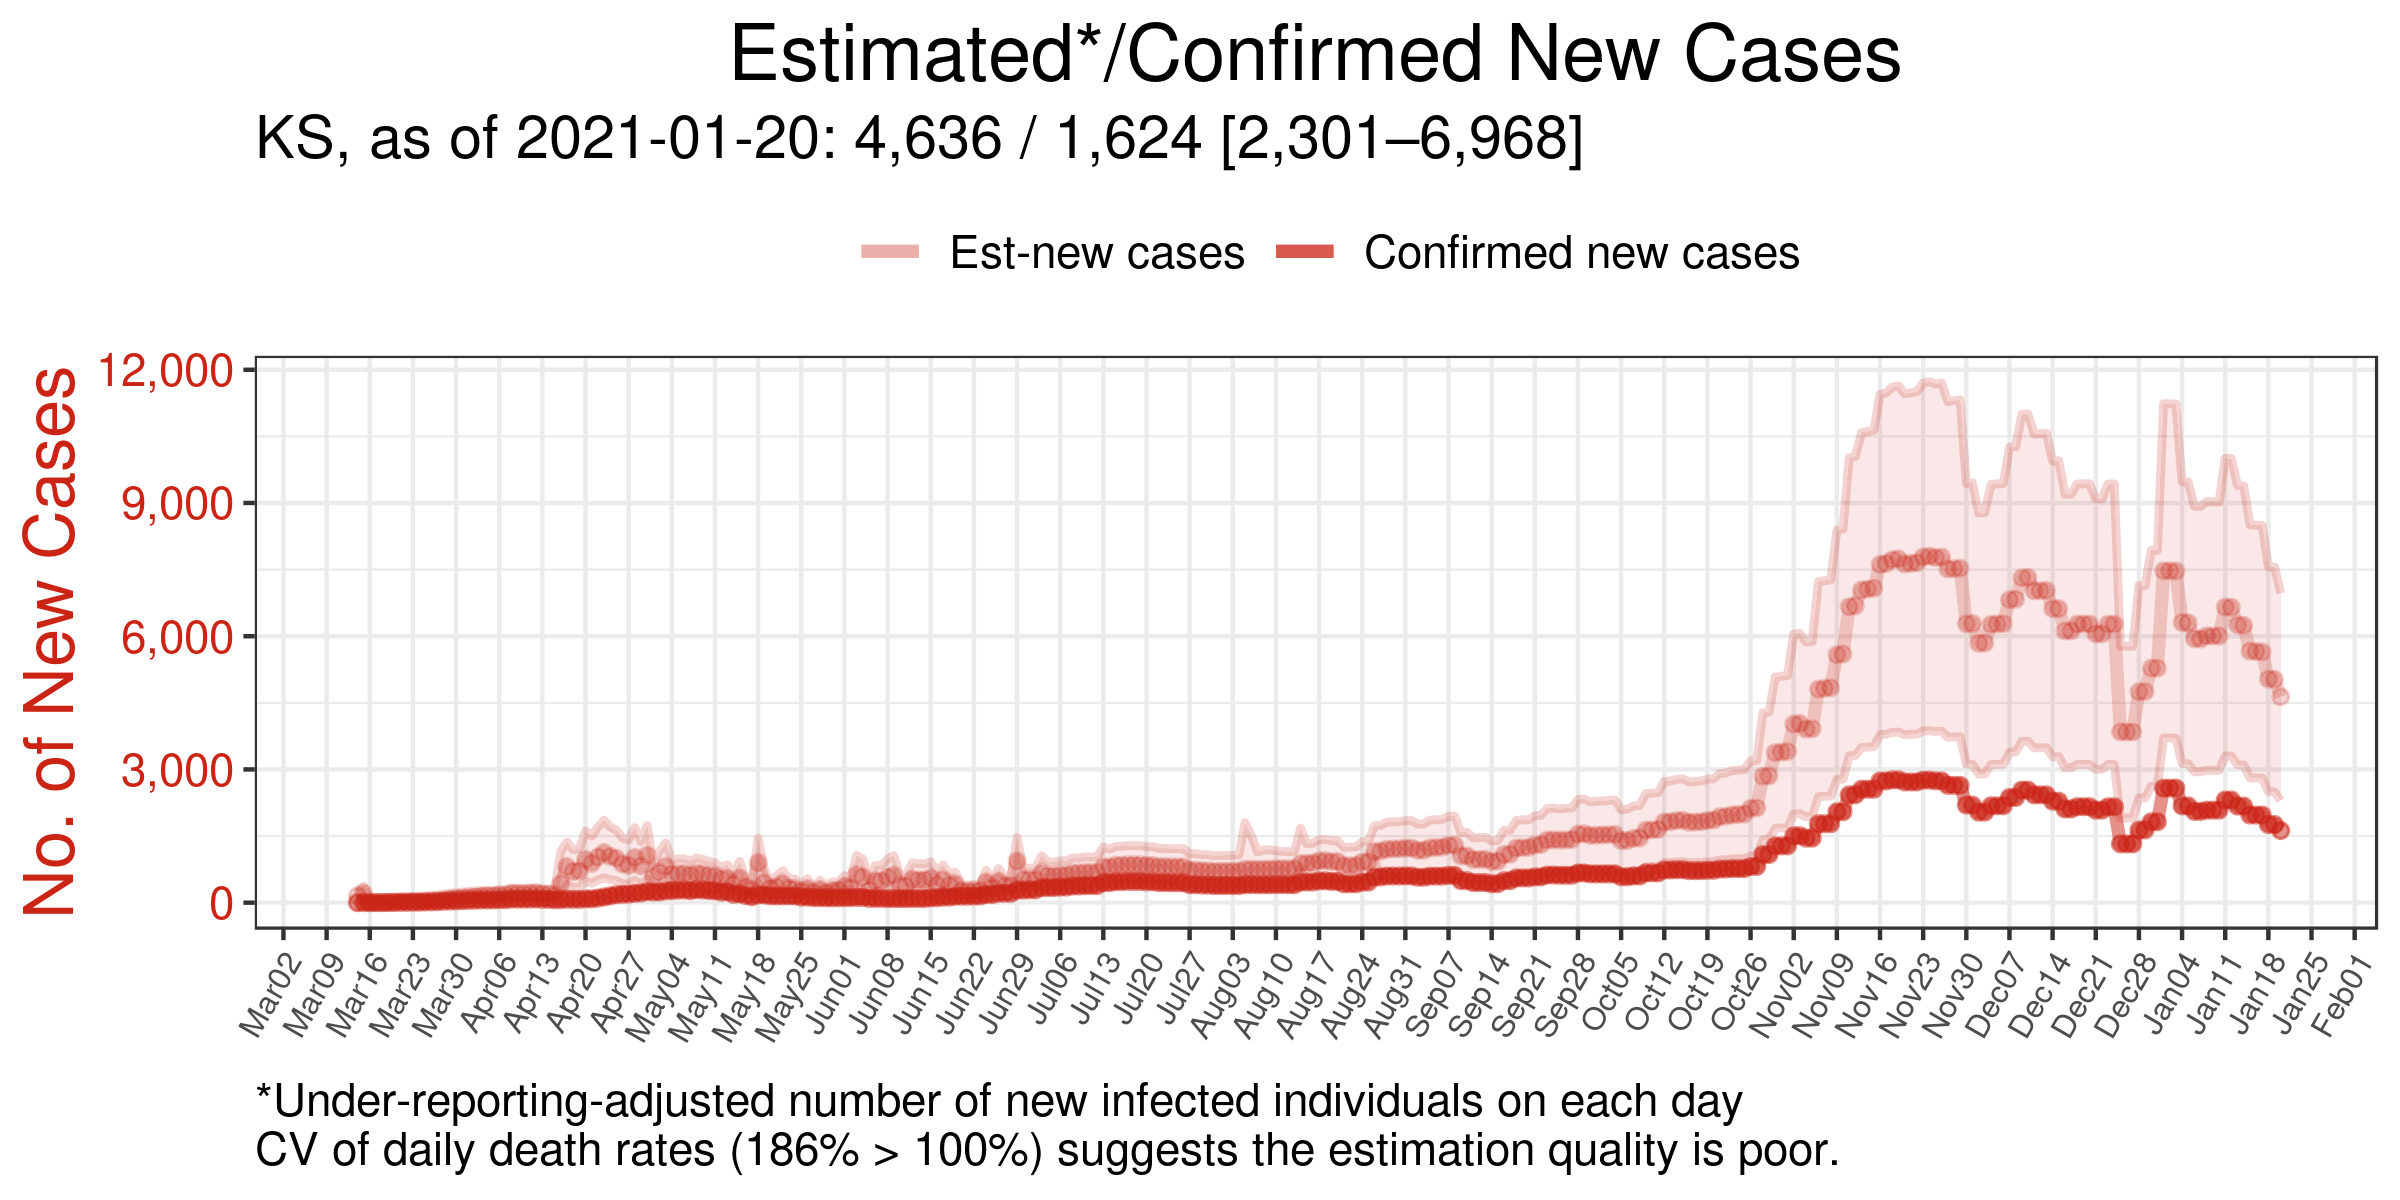 Estimated*/Confirmed New Cases
KS, as of 2021-01-20: 4,636 / 1,624 [2,301–6,968]
Est-new cases
Confirmed new cases
No. of New Cases
12,000
9,000
6,000
3,000
0
Mar02
Mar09
Mar16
Mar23
Mar30
Apr06
Apr13
Apr20
Apr27
May04
May11
May18
May25
Jun01
Jun08
Jun15
Jun22
Jun29
Jul06
Jul13
Jul20
Jul27
Aug03
Aug10
Aug17
Aug24
Aug31
Sep07
Sep14
Sep21
Sep28
Oct05
Oct12
Oct19
Oct26
Nov02
Nov09
Nov16
Nov23
Nov30
Dec07
Dec14
Dec21
Dec28
Jan04
Jan11
Jan18
Jan25
Feb01
*Under-reporting-adjusted number of new infected individuals on each day
CV of daily death rates (186% > 100%) suggests the estimation quality is poor.